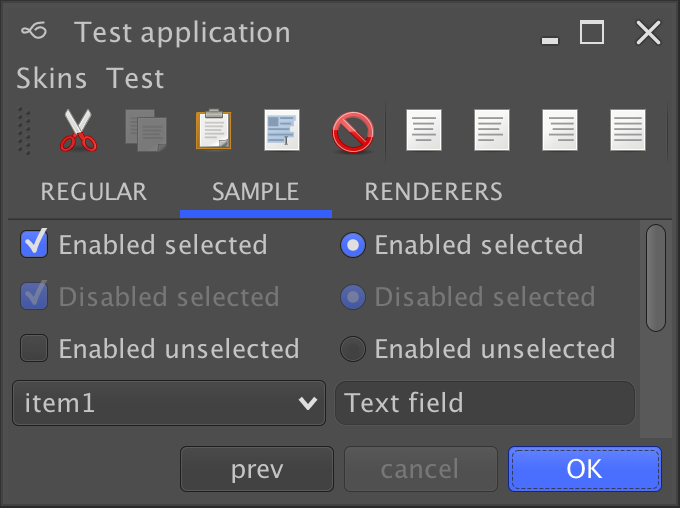 Test application
Skins Test
REGULAR SAMPLE RENDERERS
Enabled selected Enabled selected
Disabled selected Disabled selected
Enabled unselected Enabled unselected
item1 Text field
prev cancel OK